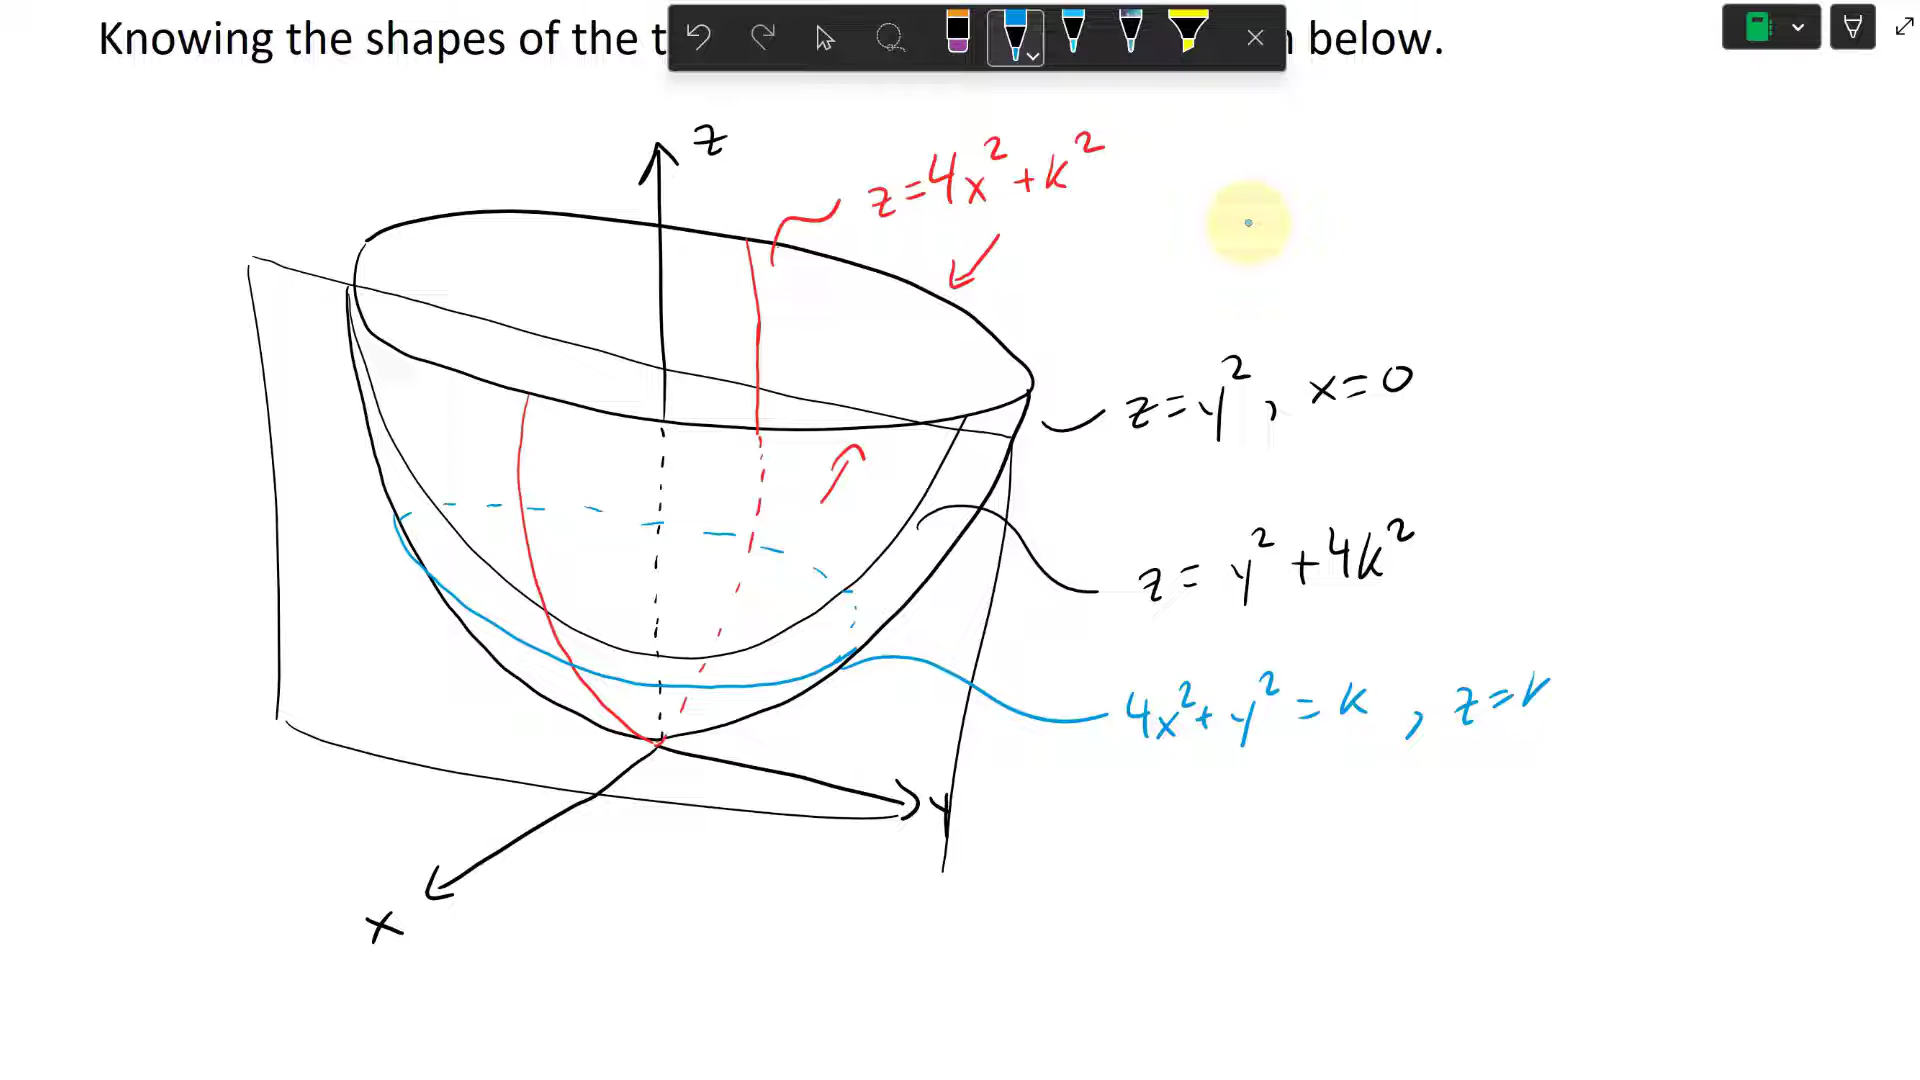 Knowing the shapes of the t below.
z
z=4x²+k²
z=y², x=0
z=y²+4k²
4x²+y²=k, z=k
y
x